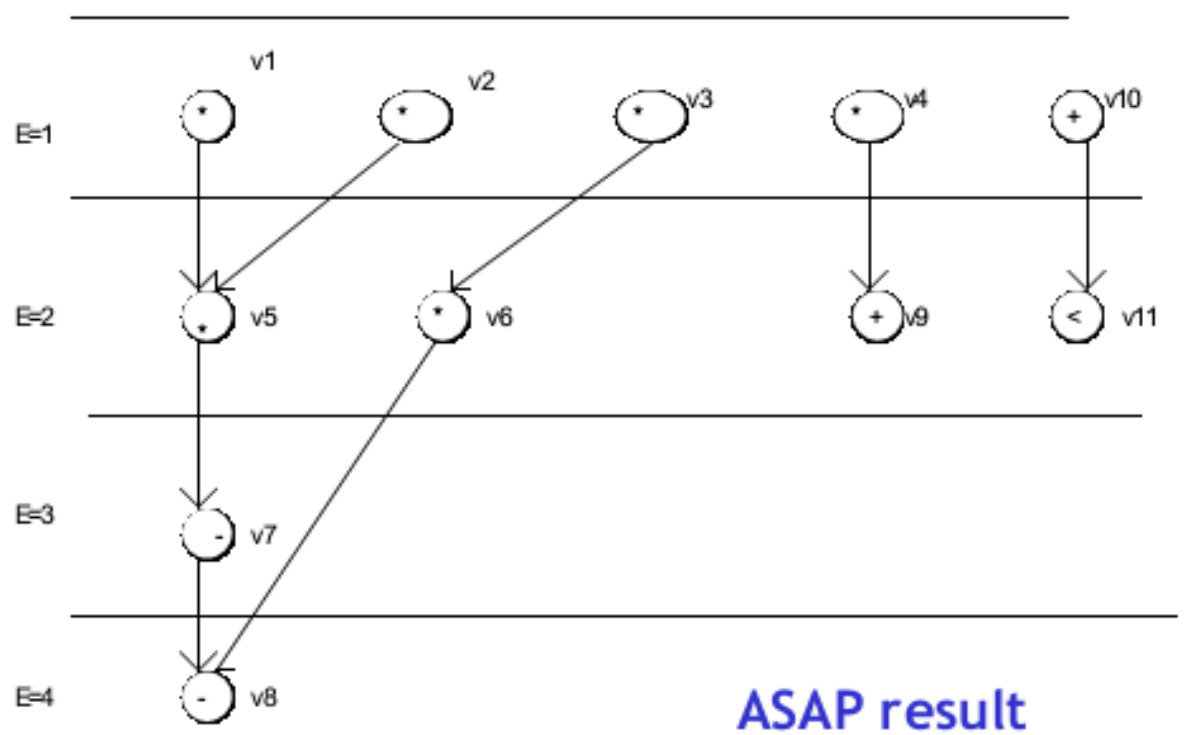 v1
v2
* * * v3 * v4 + v10
E=1
E=2 * v5 * v6 + v9 < v11
E=3 - v7
E=4 - v8
ASAP result